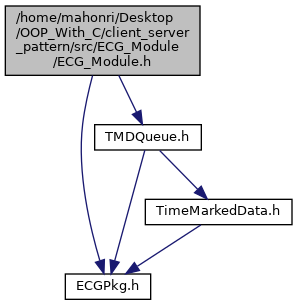 /home/mahonri/Desktop
/OOP_With_C/client_server
_pattern/src/ECG_Module
/ECG_Module.h
TMDQueue.h
TimeMarkedData.h
ECGPkg.h